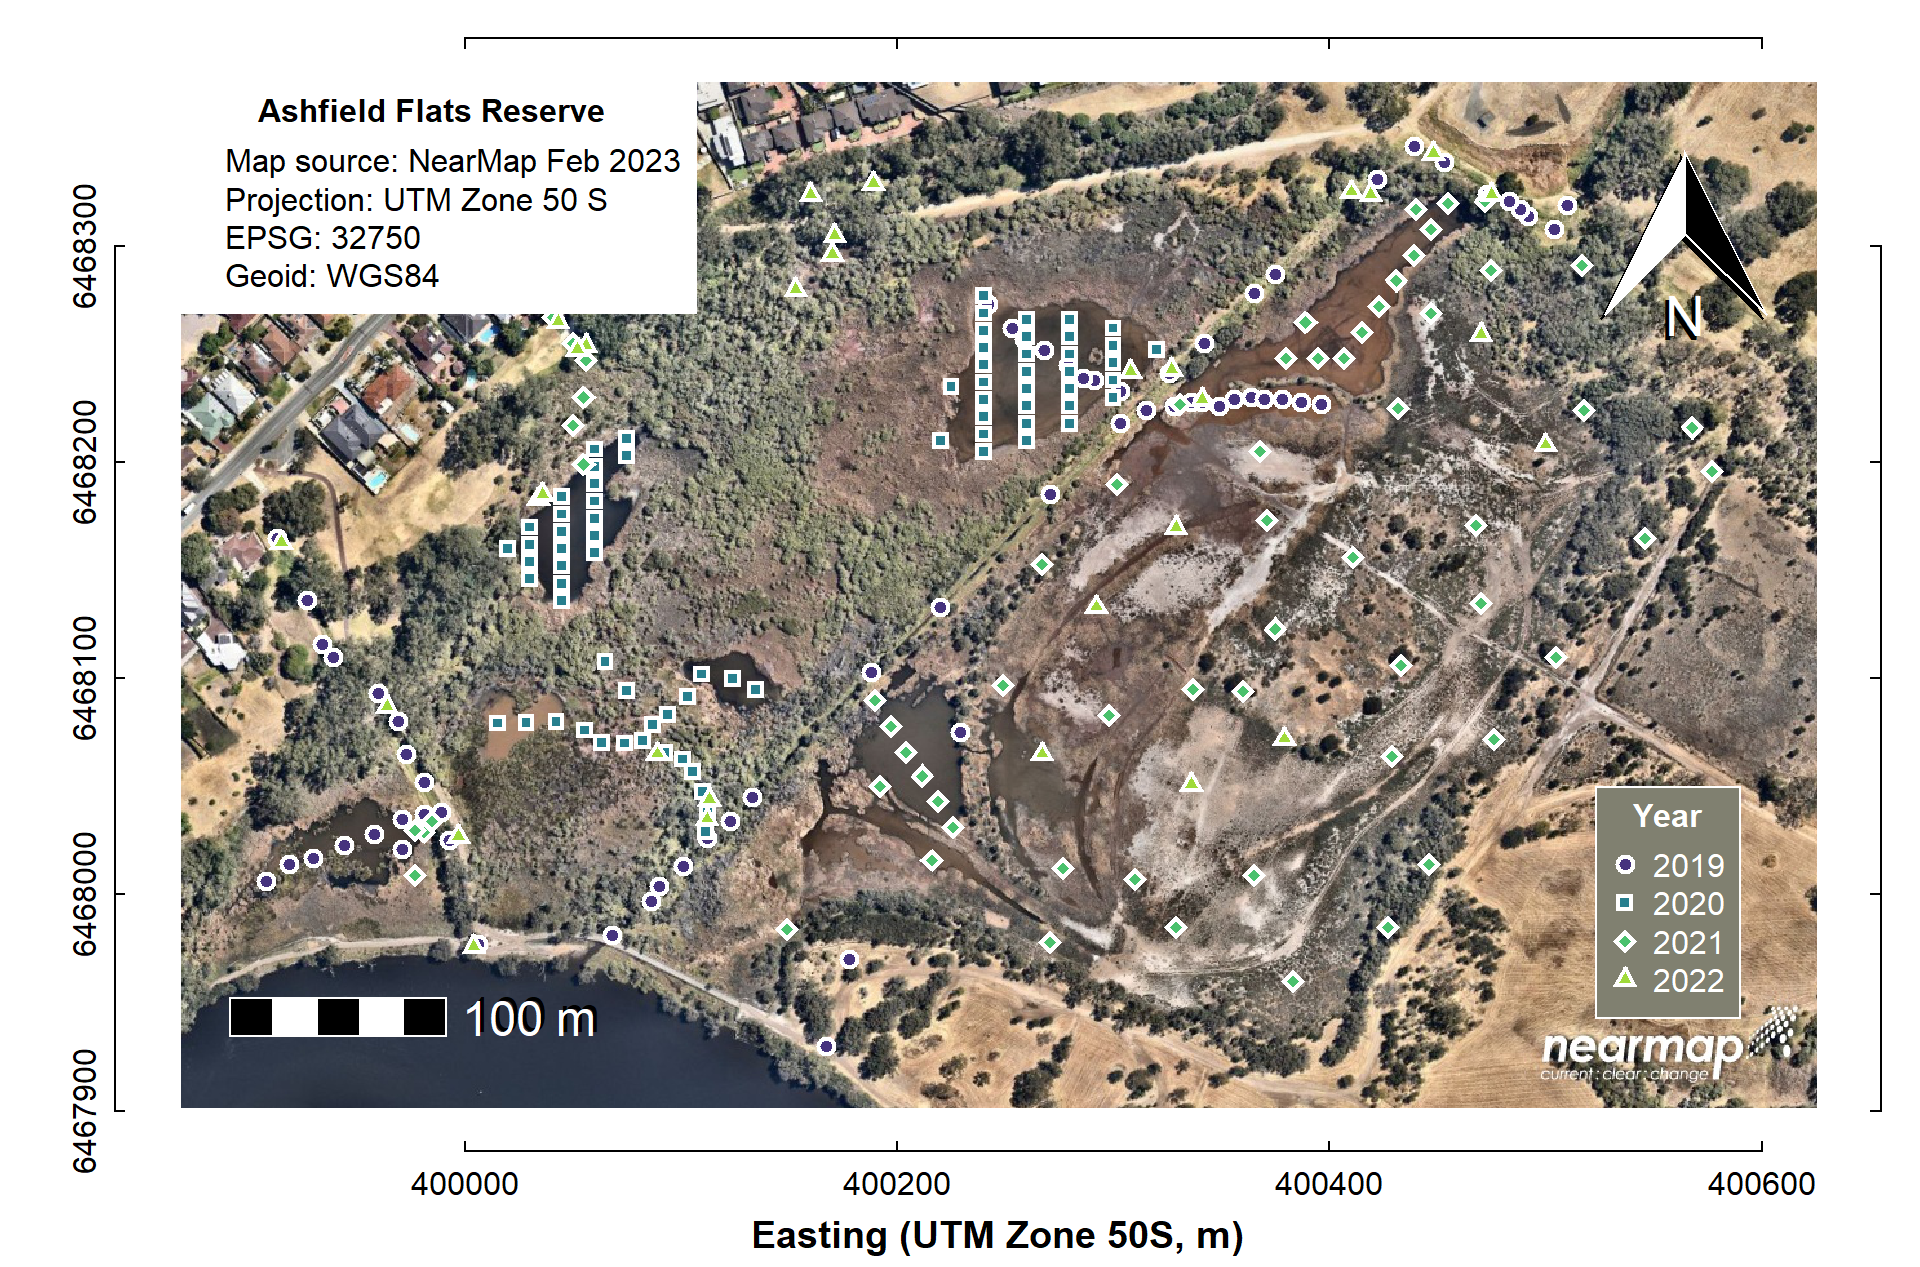 Ashfield Flats Reserve
Map source: NearMap Feb 2023
Projection: UTM Zone 50 S
EPSG: 32750
Geoid: WGS84
6468300
6468200
6468100
6468000
6467900
N
Year
2019
2020
2021
2022
100 m
nearmap
current:clear:change
400000
400200
400400
400600
Easting (UTM Zone 50S, m)